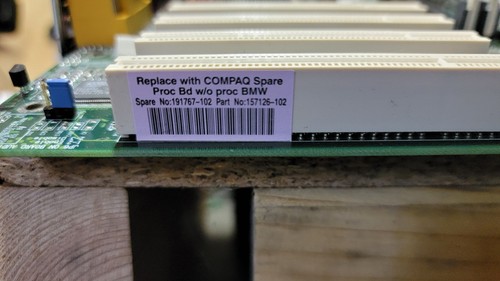 Replace with COMPAQ Spare
Proc Bd w/o proc BMW
Spare No:191767-102 Part No:157126-102